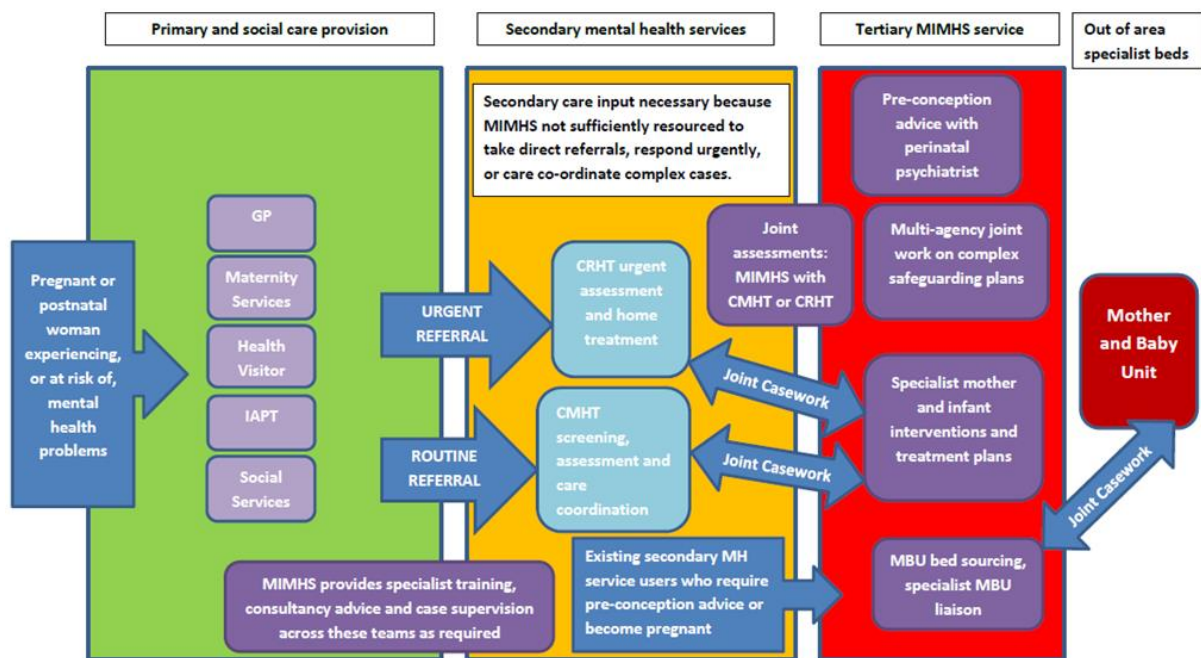 Primary and social care provision
Secondary mental health services
Tertiary MIMHS service
Out of area
specialist beds
Pregnant or
postnatal
woman
experiencing,
or at risk of,
mental
health
problems
GP
Maternity
Services
Health
Visitor
IAPT
Social
Services
MIMHS provides specialist training,
consultancy advice and case supervision
across these teams as required
URGENT
REFERRAL
ROUTINE
REFERRAL
Secondary care input necessary because
MIMHS not sufficiently resourced to
take direct referrals, respond urgently,
or care co-ordinate complex cases.
CRHT urgent
assessment
and home
treatment
CMHT
screening,
assessment and
care
coordination
Existing secondary MH
service users who require
pre-conception advice or
become pregnant
Joint
assessments:
MIMHS with
CMHT or CRHT
Joint Casework
Joint Casework
Pre-conception
advice with
perinatal
psychiatrist
Multi-agency joint
work on complex
safeguarding plans
Specialist mother
and infant
interventions and
treatment plans
MBU bed sourcing,
specialist MBU
liaison
Joint Casework
Mother
and Baby
Unit